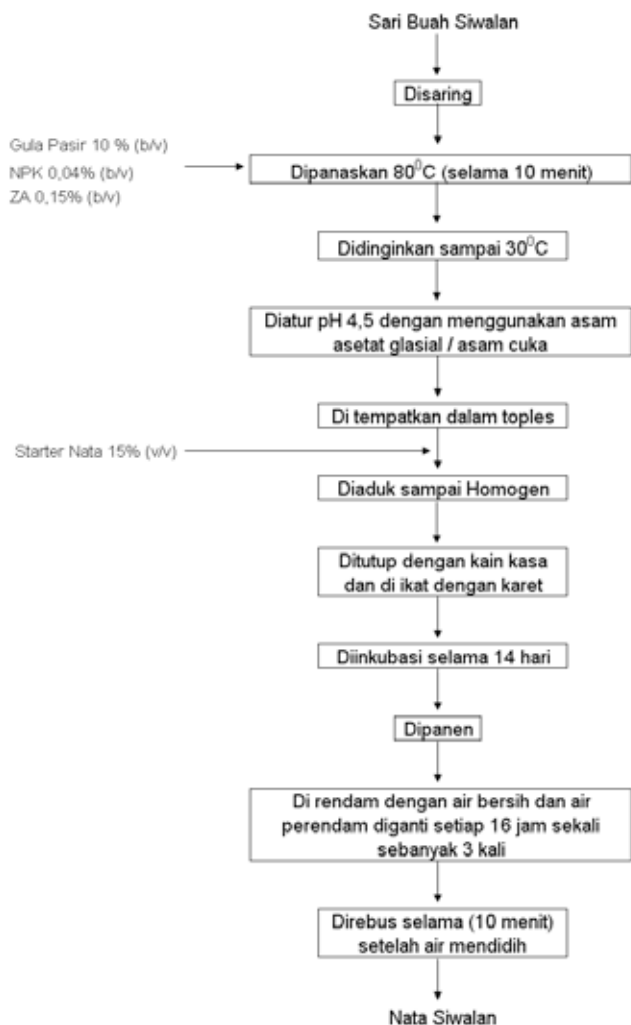 Sari Buah Siwalan
Disaring
Gula Pasir 10 % (b/v)
NPK 0,04% (b/v)
ZA 0,15% (b/v)
Dipanaskan 80⁰C (selama 10 menit)
Didinginkan sampai 30⁰C
Diatur pH 4,5 dengan menggunakan asam
asetat glasial / asam cuka
Di tempatkan dalam toples
Starter Nata 15% (v/v)
Diaduk sampai Homogen
Ditutup dengan kain kasa
dan di ikat dengan karet
Diinkubasi selama 14 hari
Dipanen
Di rendam dengan air bersih dan air
perendam diganti setiap 16 jam sekali
sebanyak 3 kali
Direbus selama (10 menit)
setelah air mendidih
Nata Siwalan